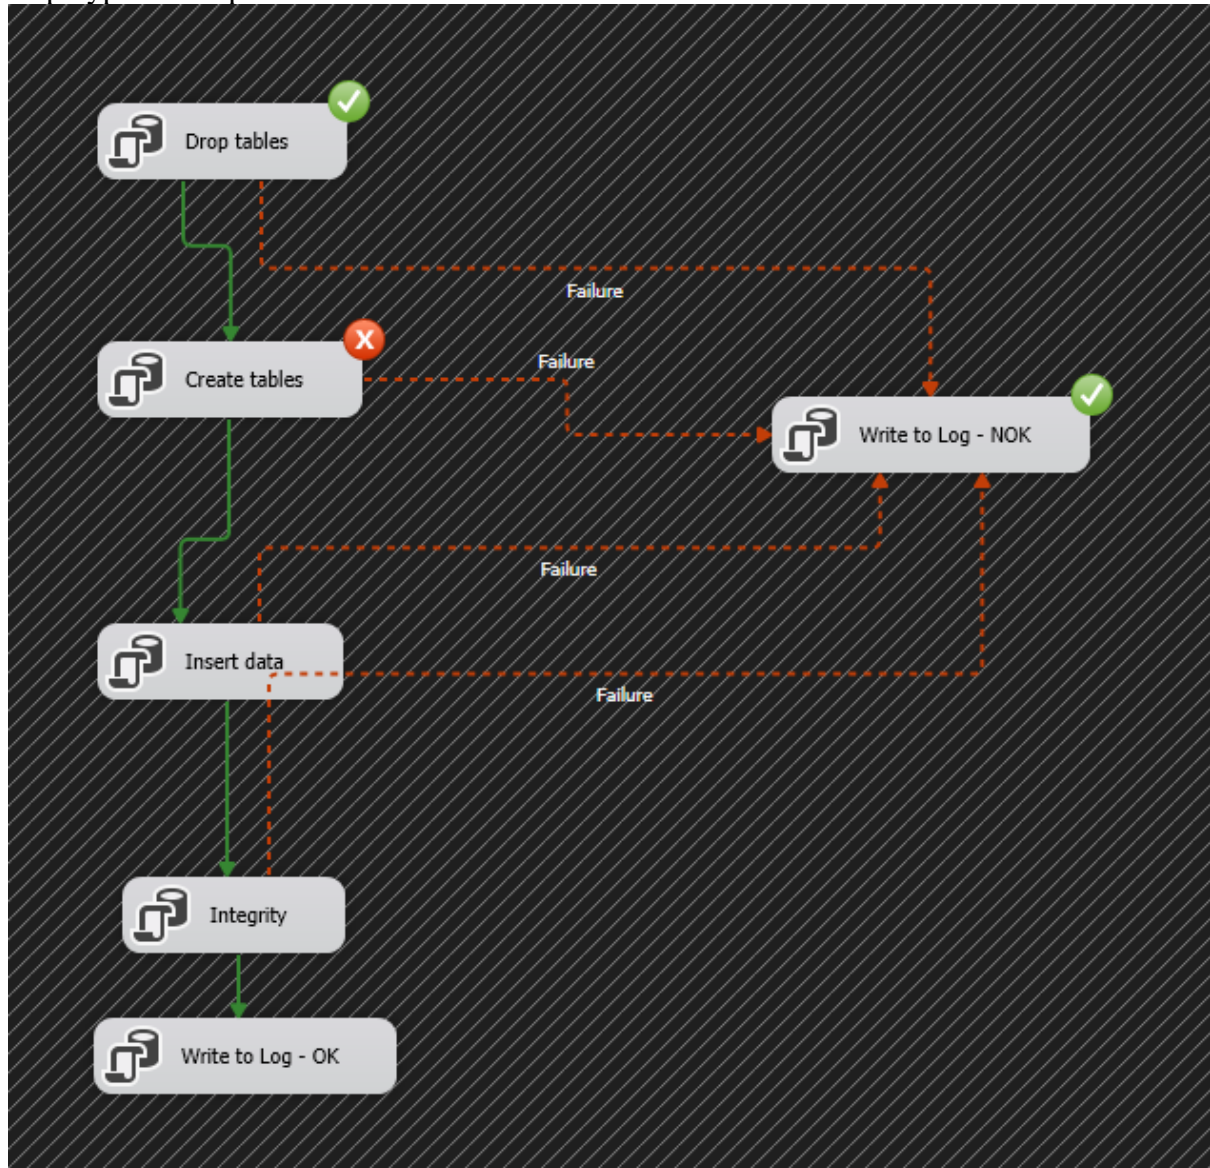 Drop tables
Failure
Failure
Create tables
Write to Log - NOK
Failure
Insert data
Failure
Integrity
Write to Log - OK